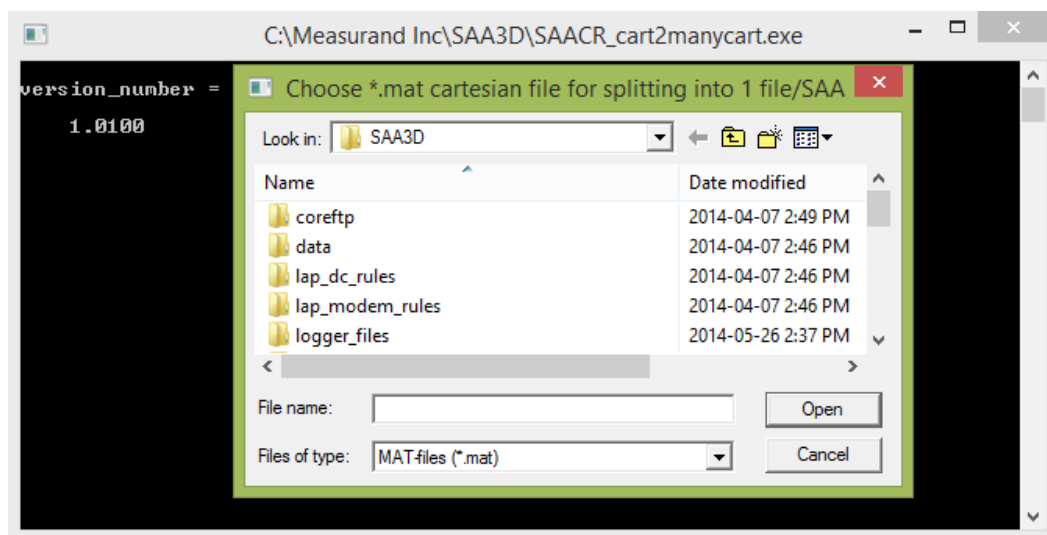 C:\Measurand Inc\SAA3D\SAACR_cart2manycart.exe
version_number =
1.0100
Choose *.mat cartesian file for splitting into 1 file/SAA
Look in: SAA3D
Name Date modified
coreftp 2014-04-07 2:49 PM
data 2014-04-07 2:46 PM
lap_dc_rules 2014-04-07 2:46 PM
lap_modem_rules 2014-04-07 2:46 PM
logger_files 2014-05-26 2:37 PM
File name: Open
Files of type: MAT-files (*.mat) Cancel